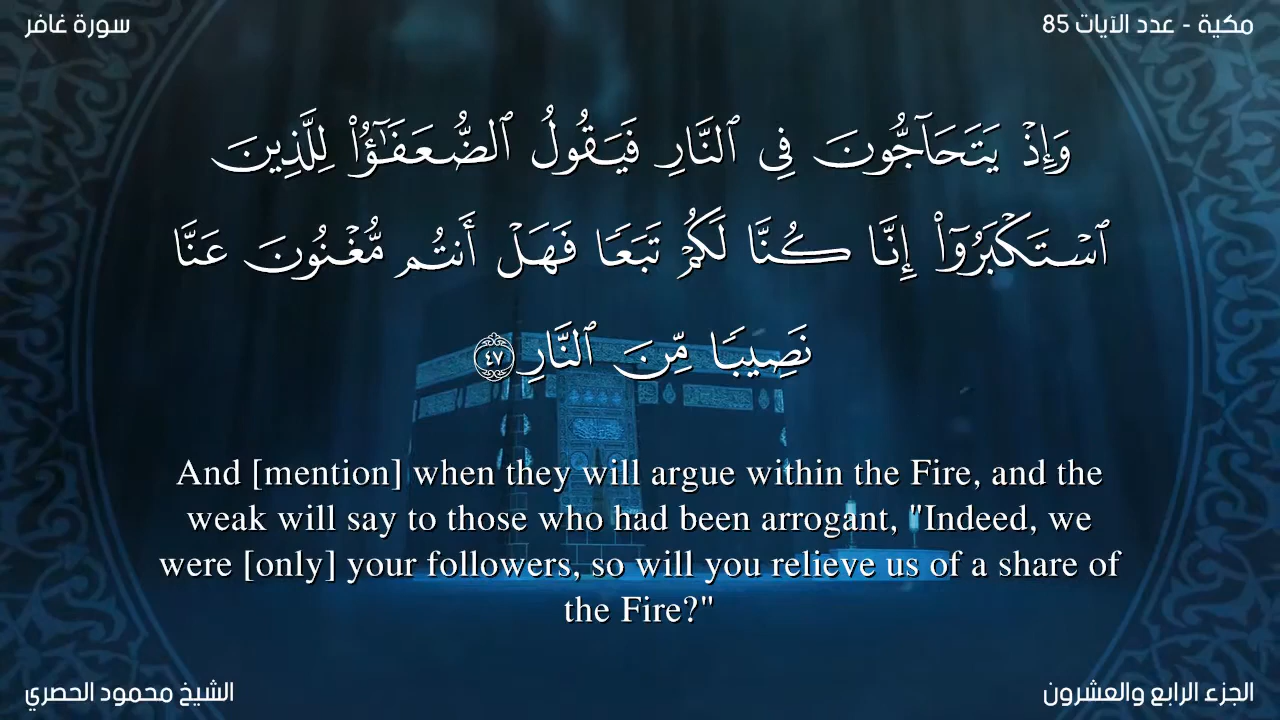 سورة غافر
مكية - عدد الآيات 85
وَإِذْ يَتَحَآجُّونَ فِى ٱلنَّارِ فَيَقُولُ ٱلضُّعَفَـٰٓؤُا۟ لِلَّذِينَ
ٱسْتَكْبَرُوٓا۟ إِنَّا كُنَّا لَكُمْ تَبَعًا فَهَلْ أَنتُم مُّغْنُونَ عَنَّا
نَصِيبًا مِّنَ ٱلنَّارِ ٤٧
And [mention] when they will argue within the Fire, and the
weak will say to those who had been arrogant, "Indeed, we
were [only] your followers, so will you relieve us of a share of
the Fire?"
الشيخ محمود الحصري
الجزء الرابع والعشرون